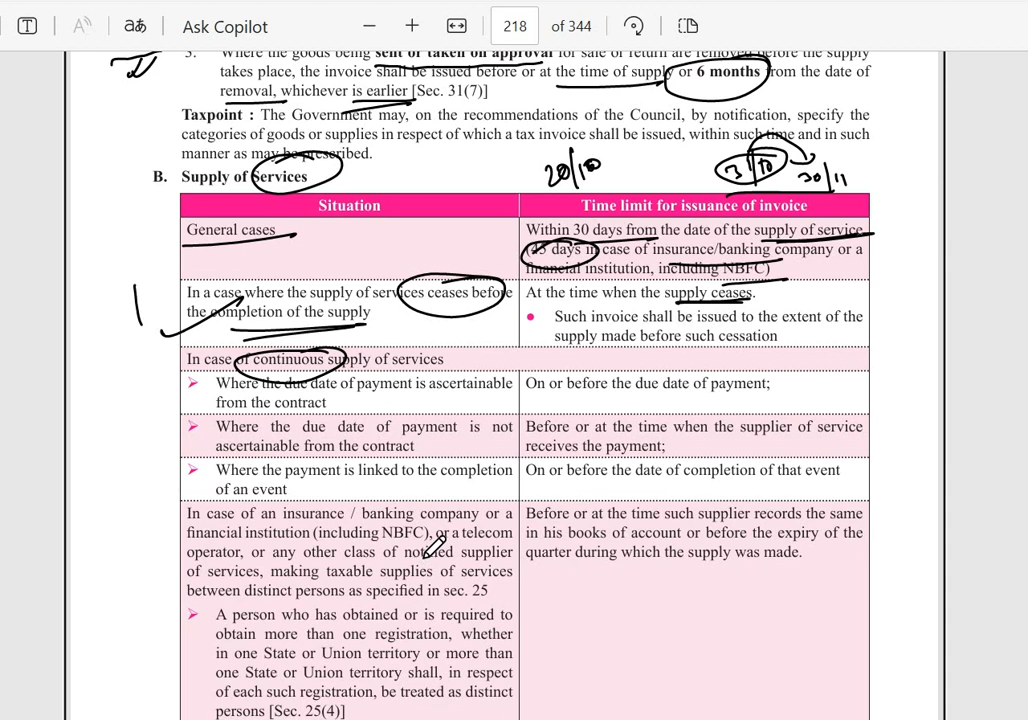 Ask Copilot
218 of 344
3. Where the goods being sent or taken on approval for sale or return are removed before the supply
takes place, the invoice shall be issued before or at the time of supply or 6 months from the date of
removal, whichever is earlier [Sec. 31(7)]
Taxpoint : The Government may, on the recommendations of the Council, by notification, specify the
categories of goods or supplies in respect of which a tax invoice shall be issued, within such time and in such
manner as may be prescribed.
B. Supply of Services
30/11
Situation
Time limit for issuance of invoice
General cases
Within 30 days from the date of the supply of service
(45 days in case of insurance/banking company or a
financial institution, including NBFC)
In a case where the supply of services ceases before
the completion of the supply
At the time when the supply ceases.
● Such invoice shall be issued to the extent of the
supply made before such cessation
In case of continuous supply of services
➢ Where the due date of payment is ascertainable
from the contract
On or before the due date of payment;
➢ Where the due date of payment is not
ascertainable from the contract
Before or at the time when the supplier of service
receives the payment;
➢ Where the payment is linked to the completion
of an event
On or before the date of completion of that event
In case of an insurance / banking company or a
financial institution (including NBFC), or a telecom
operator, or any other class of notified supplier
of services, making taxable supplies of services
between distinct persons as specified in sec. 25
Before or at the time such supplier records the same
in his books of account or before the expiry of the
quarter during which the supply was made.
➢ A person who has obtained or is required to
obtain more than one registration, whether
in one State or Union territory or more than
one State or Union territory shall, in respect
of each such registration, be treated as distinct
persons [Sec. 25(4)]